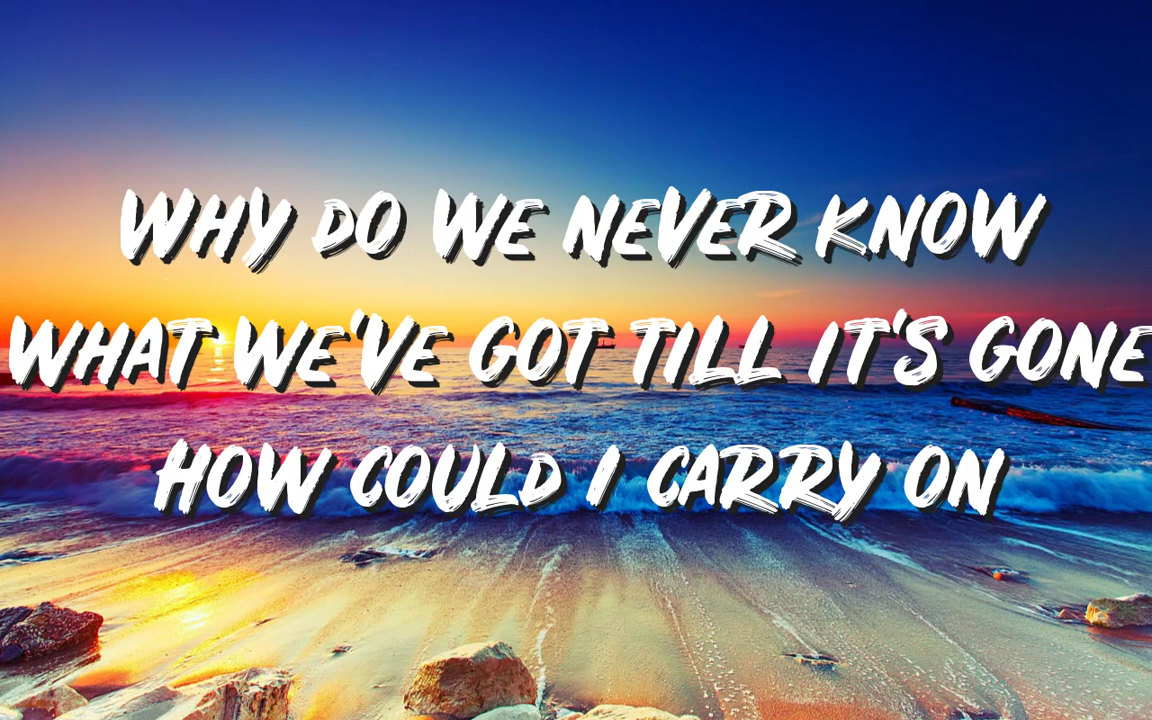 WHY DO WE NEVER KNOW
WHAT WE'VE GOT TILL IT'S GONE
HOW COULD I CARRY ON